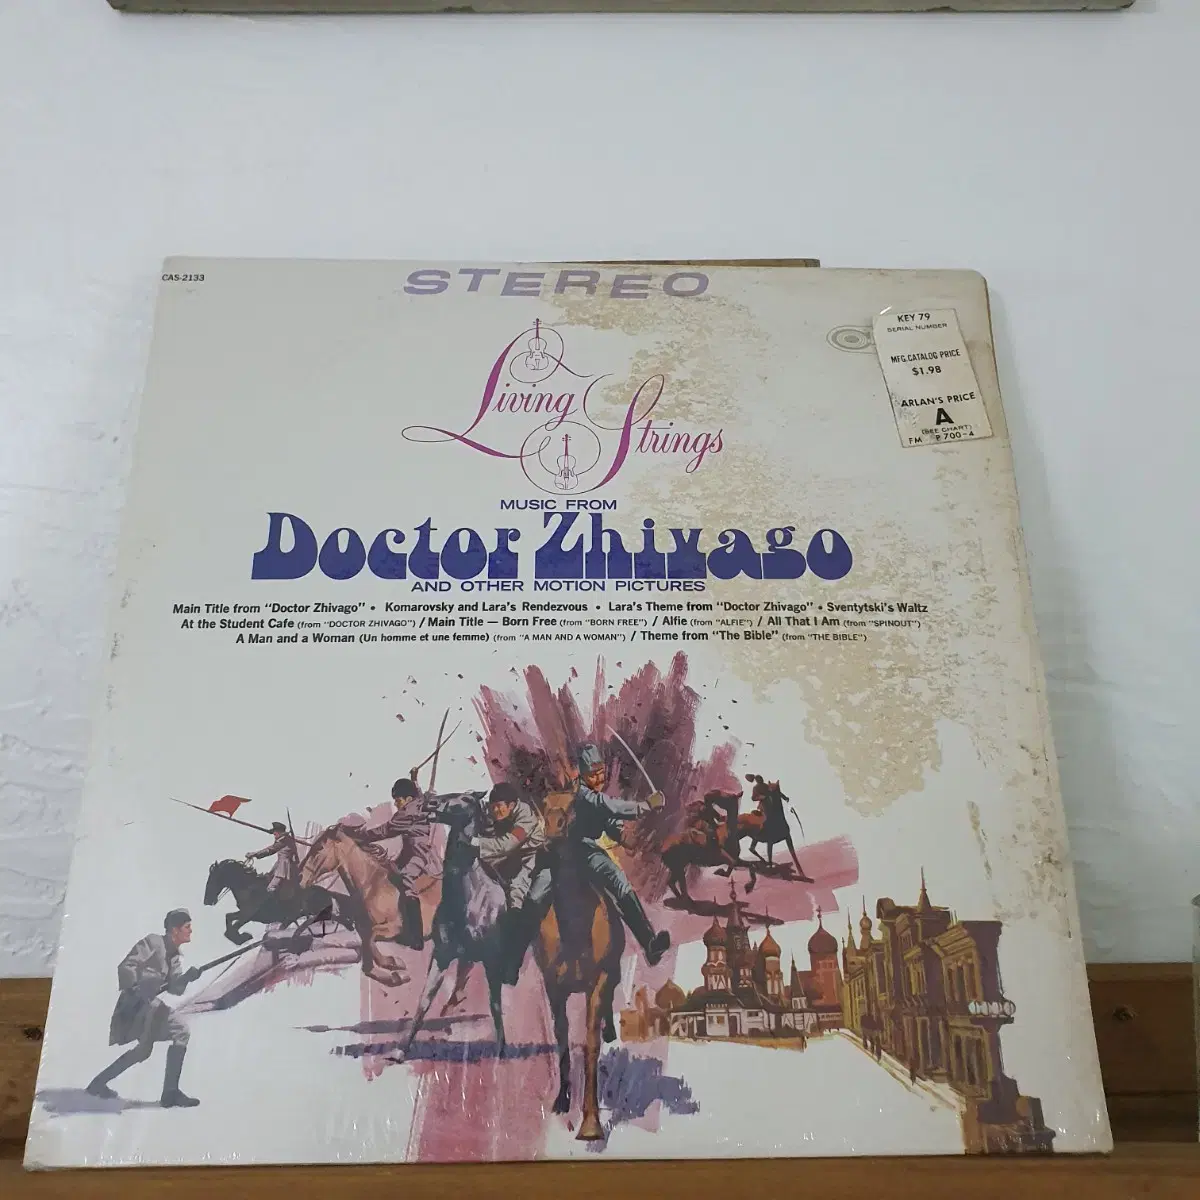 CAS-2133
STEREO
KEY 79
SERIAL NUMBER
MFG.CATALOG PRICE
$1.98
ARLAN'S PRICE
A
(SEE CHART)
FM P 700-4
Living Strings
MUSIC FROM
Doctor Zhivago
AND OTHER MOTION PICTURES
Main Title from "Doctor Zhivago" • Komarovsky and Lara's Rendezvous • Lara's Theme from "Doctor Zhivago" • Sventytski's Waltz
At the Student Cafe (from "DOCTOR ZHIVAGO") / Main Title — Born Free (from "BORN FREE") / Alfie (from "ALFIE") / All That I Am (from "SPINOUT")
A Man and a Woman (Un homme et une femme) (from "A MAN AND A WOMAN") / Theme from "The Bible" (from "THE BIBLE")